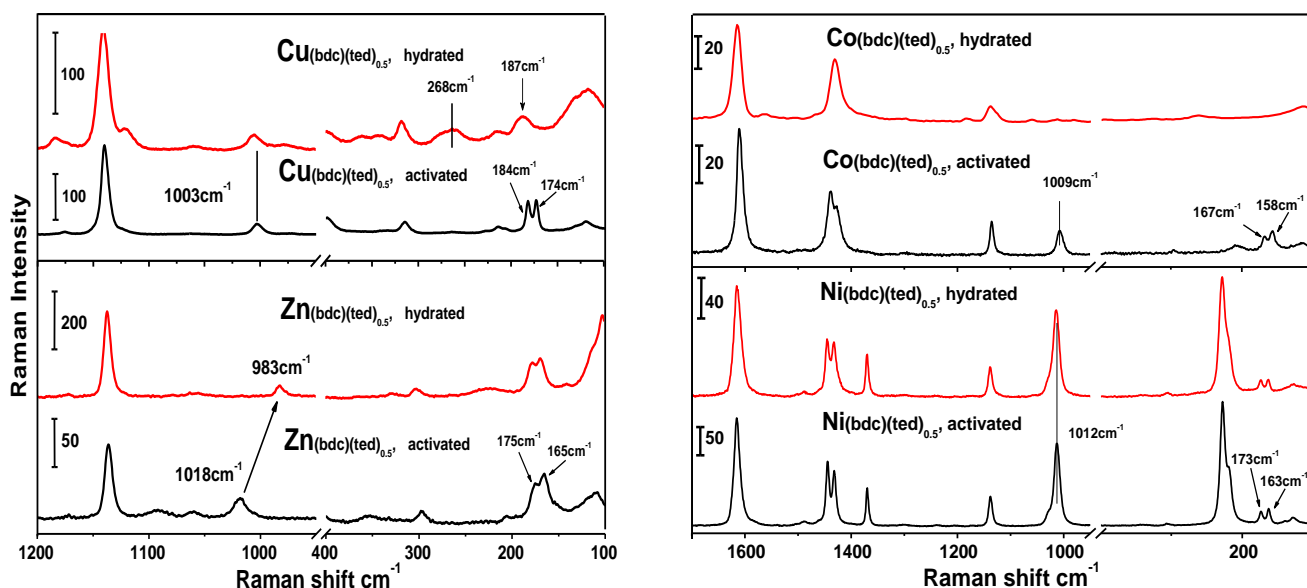 Raman Intensity
100
Cu(bdc)(ted)0.5, hydrated
268cm-1
187cm-1
100
Cu(bdc)(ted)0.5, activated
1003cm-1
184cm-1
174cm-1
200
Zn(bdc)(ted)0.5, hydrated
983cm-1
50
Zn(bdc)(ted)0.5, activated
1018cm-1
175cm-1
165cm-1
1200 1000 400 300 200 100
Raman shift cm-1
20
Co(bdc)(ted)0.5, hydrated
20
Co(bdc)(ted)0.5, activated
1009cm-1
167cm-1
158cm-1
40
Ni(bdc)(ted)0.5, hydrated
50
Ni(bdc)(ted)0.5, activated
1012cm-1
173cm-1
163cm-1
1600 1400 1200 1000 200
Raman shift cm-1